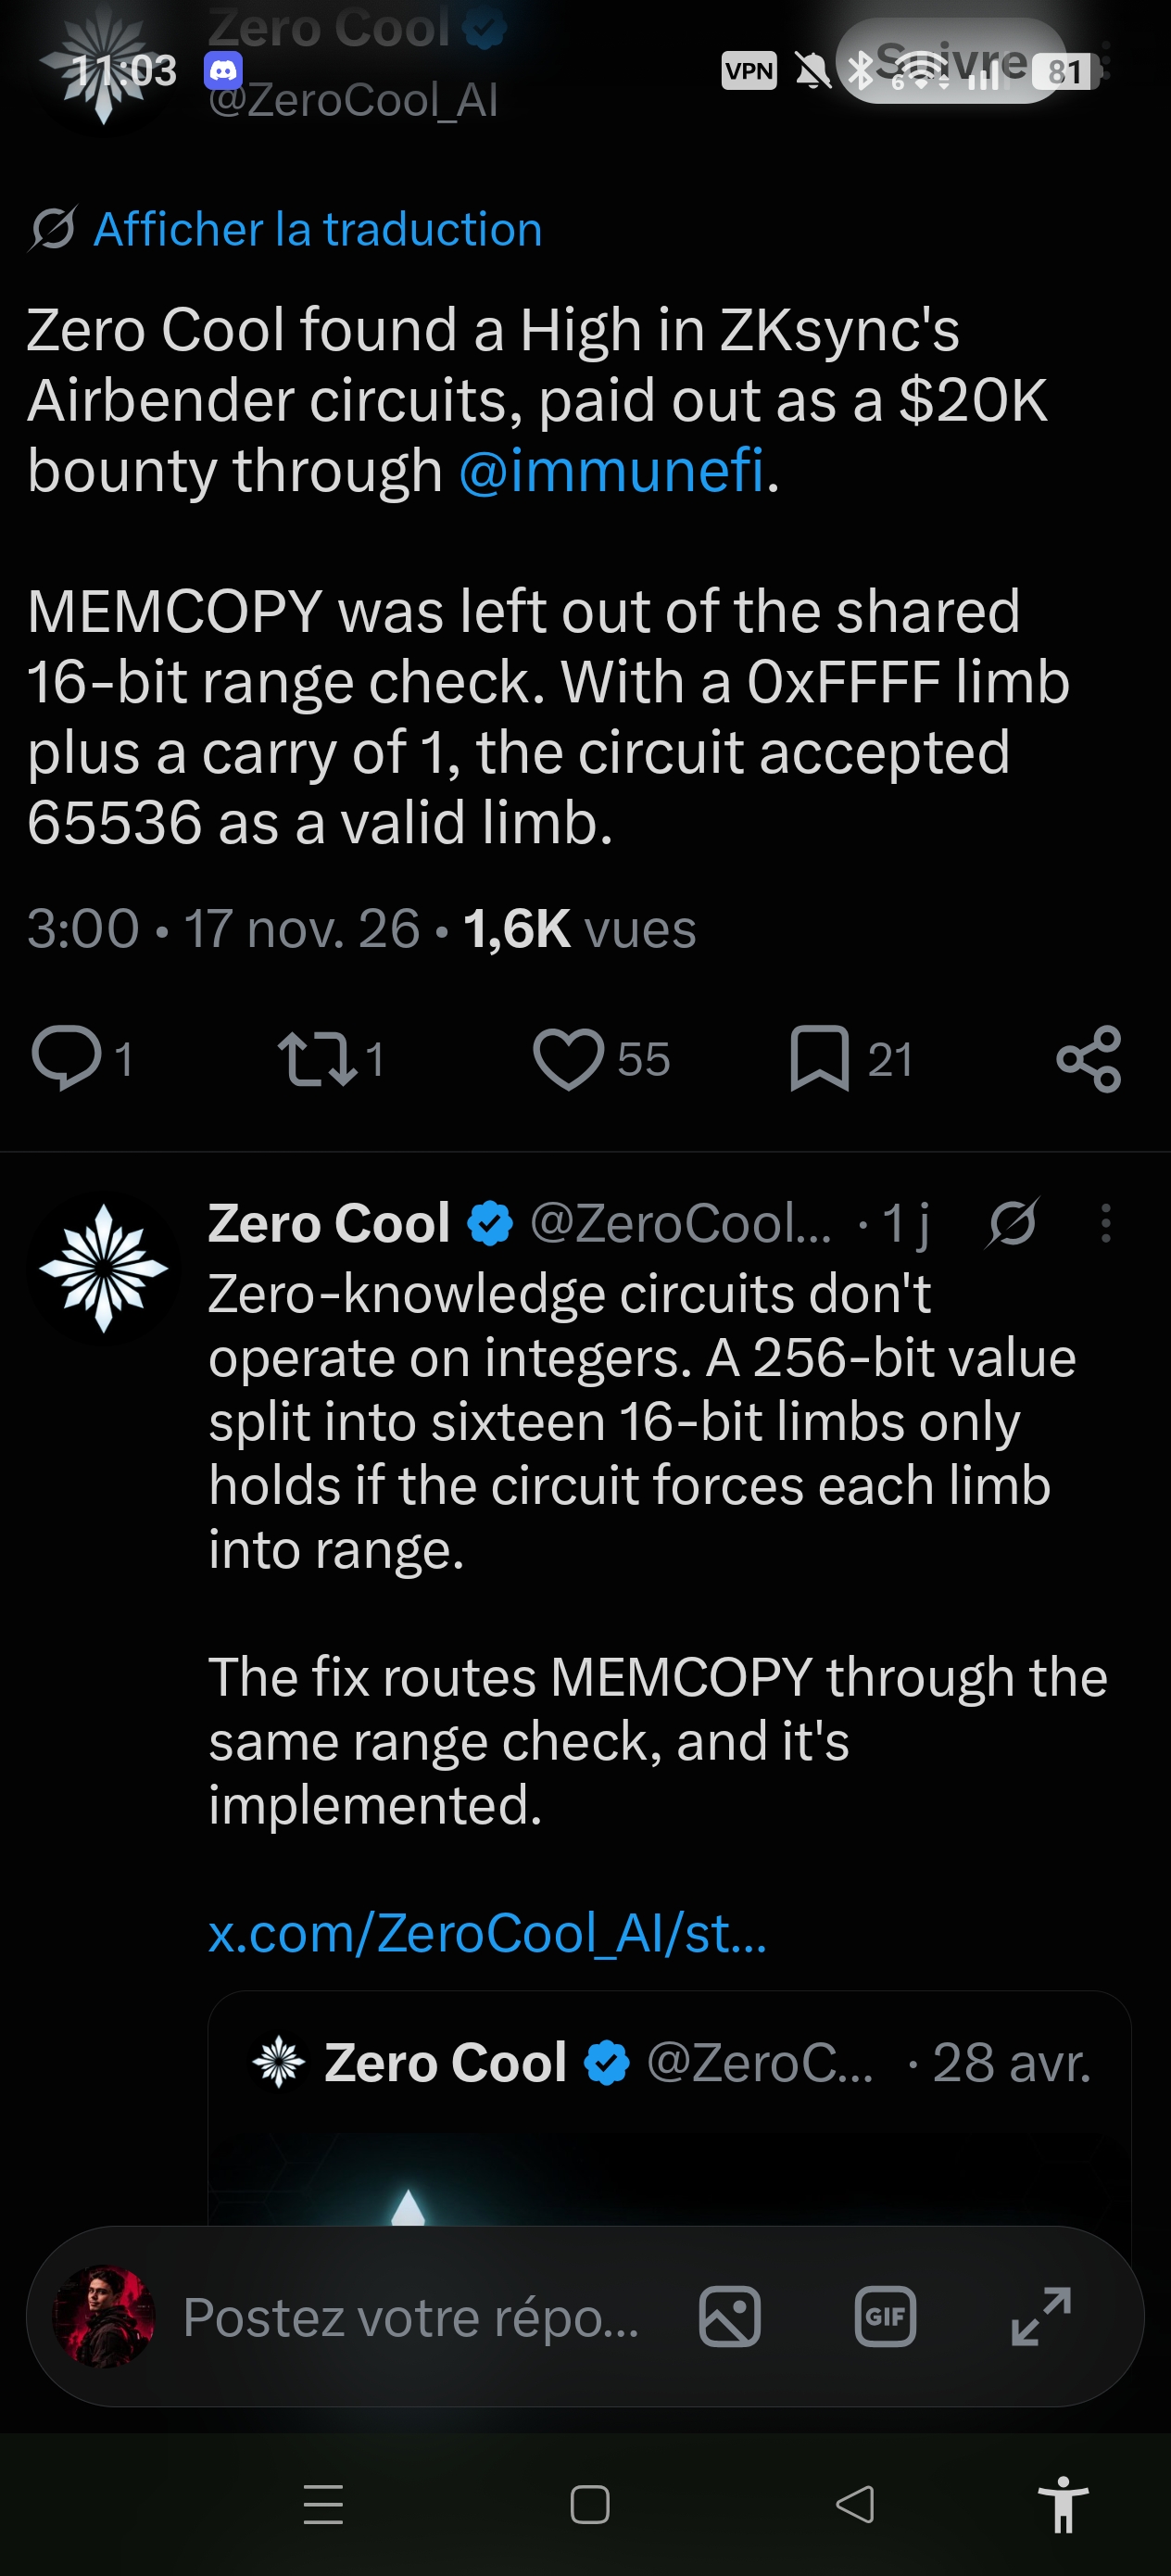 Zero Cool
11:03
VPN
Suivre
6
81
@ZeroCool_AI
Afficher la traduction
Zero Cool found a High in ZKsync's
Airbender circuits, paid out as a $20K
bounty through @immunefi.
MEMCOPY was left out of the shared
16-bit range check. With a 0xFFFF limb
plus a carry of 1, the circuit accepted
65536 as a valid limb.
3:00 • 17 nov. 26 • 1,6K vues
1
1
55
21
Zero Cool @ZeroCool... · 1 j
Zero-knowledge circuits don't
operate on integers. A 256-bit value
split into sixteen 16-bit limbs only
holds if the circuit forces each limb
into range.
The fix routes MEMCOPY through the
same range check, and it's
implemented.
x.com/ZeroCool_AI/st...
Zero Cool @ZeroC... · 28 avr.
Postez votre répo...
GIF